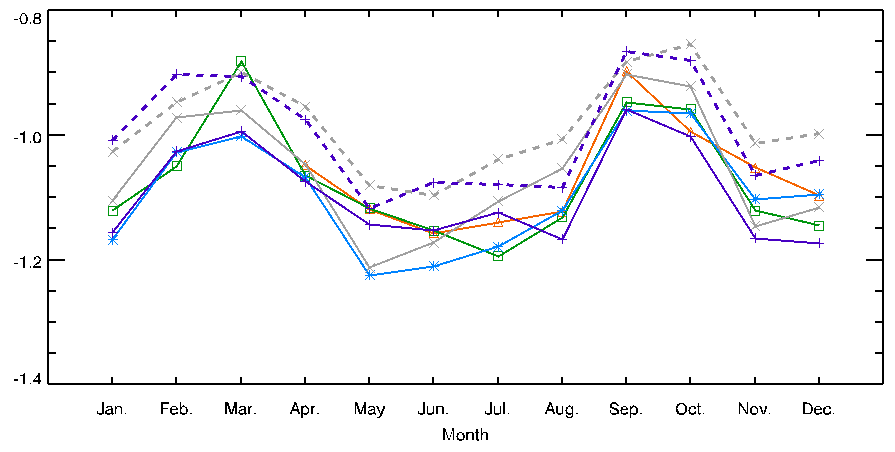 -0.8
-1.0
-1.2
-1.4
Jan. Feb. Mar. Apr. May Jun. Jul. Aug. Sep. Oct. Nov. Dec.
Month